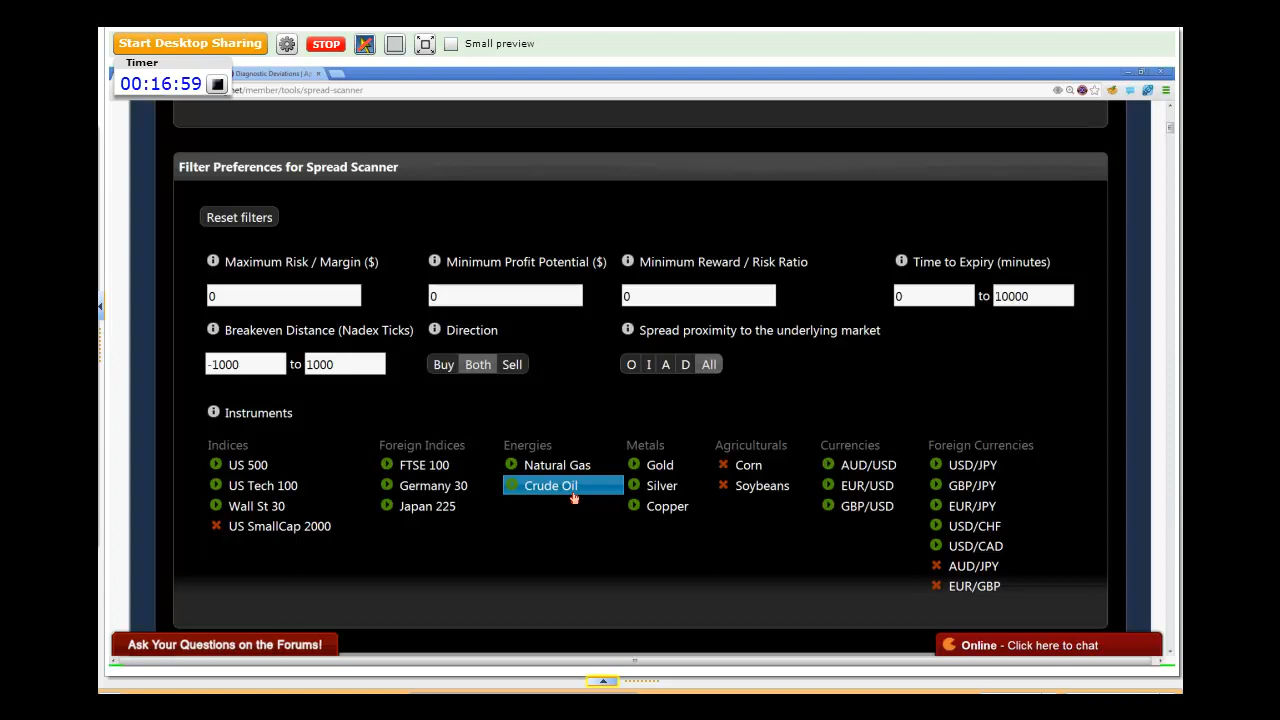 Start Desktop Sharing STOP Small preview
Timer
00:16:59
Diagnostic Deviations | Ap
net/member/tools/spread-scanner
Filter Preferences for Spread Scanner
Reset filters
Maximum Risk / Margin ($) Minimum Profit Potential ($) Minimum Reward / Risk Ratio Time to Expiry (minutes)
0 0 0 0 to 10000
Breakeven Distance (Nadex Ticks) Direction Spread proximity to the underlying market
-1000 to 1000 Buy Both Sell O I A D All
Instruments
Indices Foreign Indices Energies Metals Agriculturals Currencies Foreign Currencies
US 500 FTSE 100 Natural Gas Gold Corn AUD/USD USD/JPY
US Tech 100 Germany 30 Crude Oil Silver Soybeans EUR/USD GBP/JPY
Wall St 30 Japan 225 Copper GBP/USD EUR/JPY
US SmallCap 2000 USD/CHF
USD/CAD
AUD/JPY
EUR/GBP
Ask Your Questions on the Forums! Online - Click here to chat